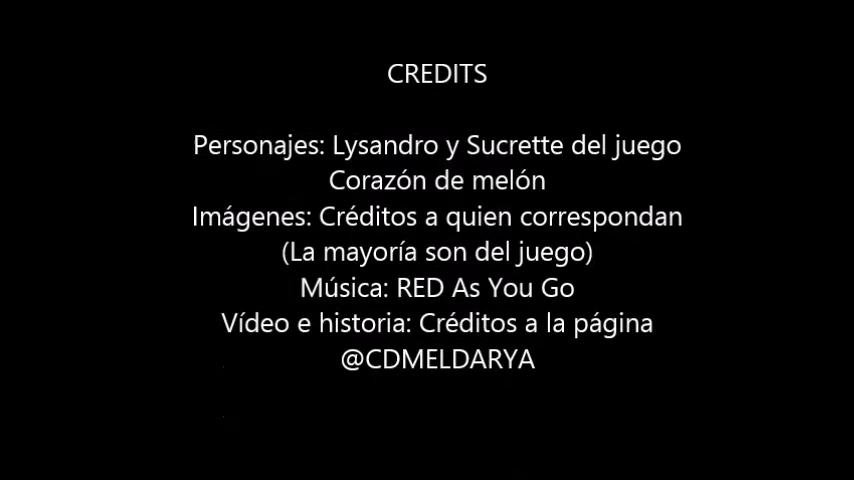 CREDITS
Personajes: Lysandro y Sucrette del juego
Corazón de melón
Imágenes: Créditos a quien correspondan
(La mayoría son del juego)
Música: RED As You Go
Vídeo e historia: Créditos a la página
@CDMELDARYA